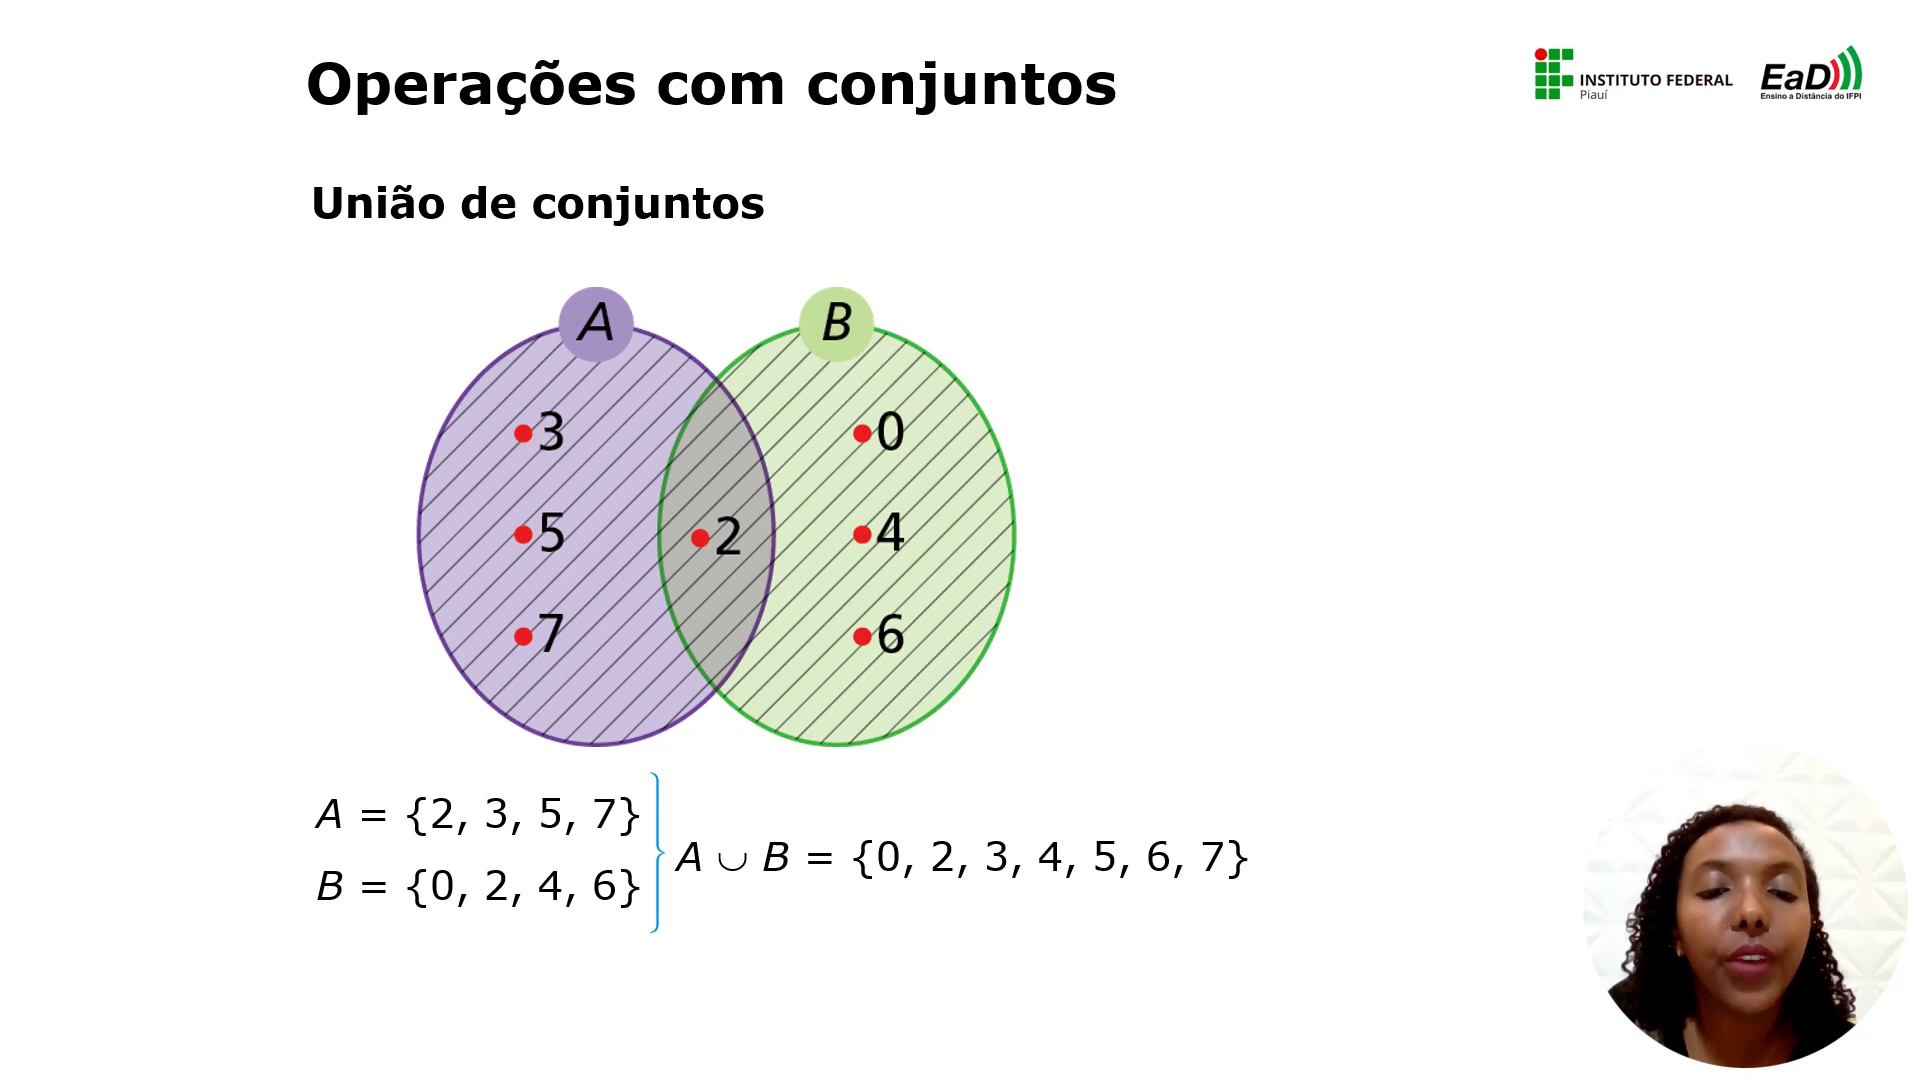 Operações com conjuntos
INSTITUTO FEDERAL
Piauí
EaD
Ensino a Distância do IFPI
União de conjuntos
A
B
3
0
5
2
4
7
6
A = {2, 3, 5, 7}
B = {0, 2, 4, 6}
A ∪ B = {0, 2, 3, 4, 5, 6, 7}